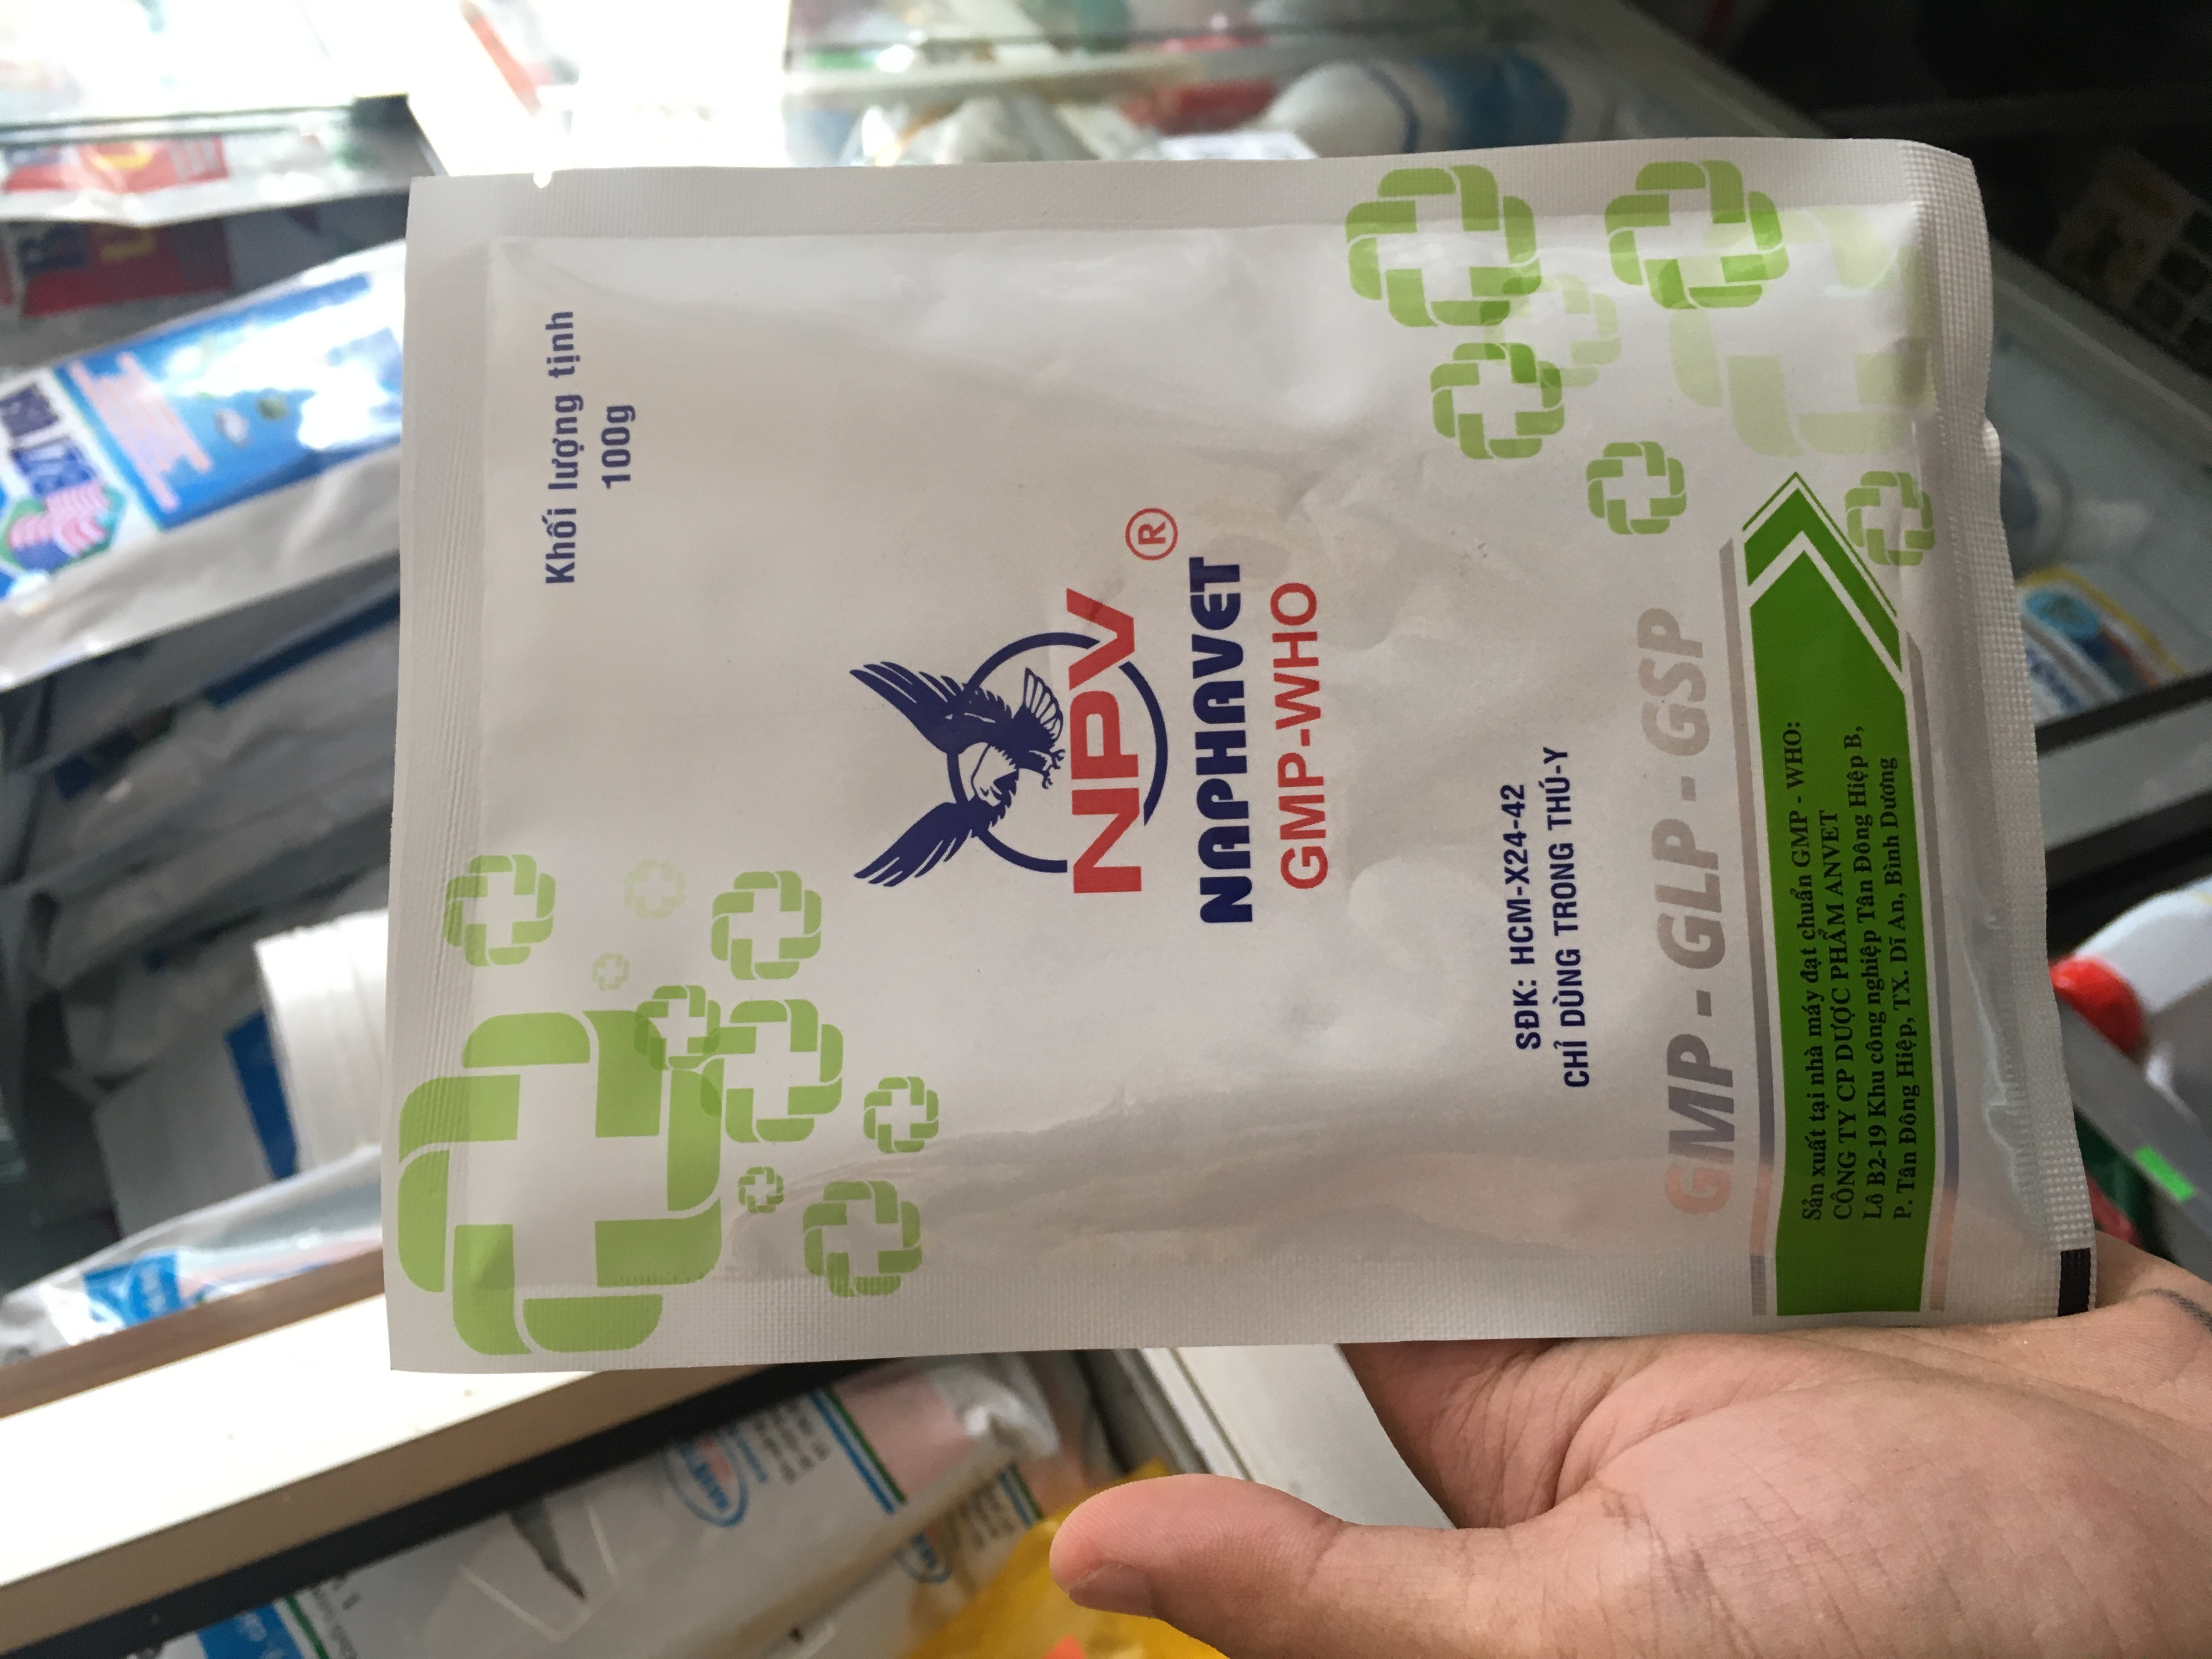 Khối lượng tịnh
100g
NPV ®
NAPHAVET
GMP-WHO
SĐK: HCM-X24-42
CHỈ DÙNG TRONG THÚ-Y
GMP - GLP - GSP
Sản xuất tại nhà máy đạt chuẩn GMP - WHO:
CÔNG TY CP DƯỢC PHẨM ANVET
Lô B2-19 Khu công nghiệp Tân Đông Hiệp B,
P. Tân Đông Hiệp, TX. Dĩ An, Bình Dương